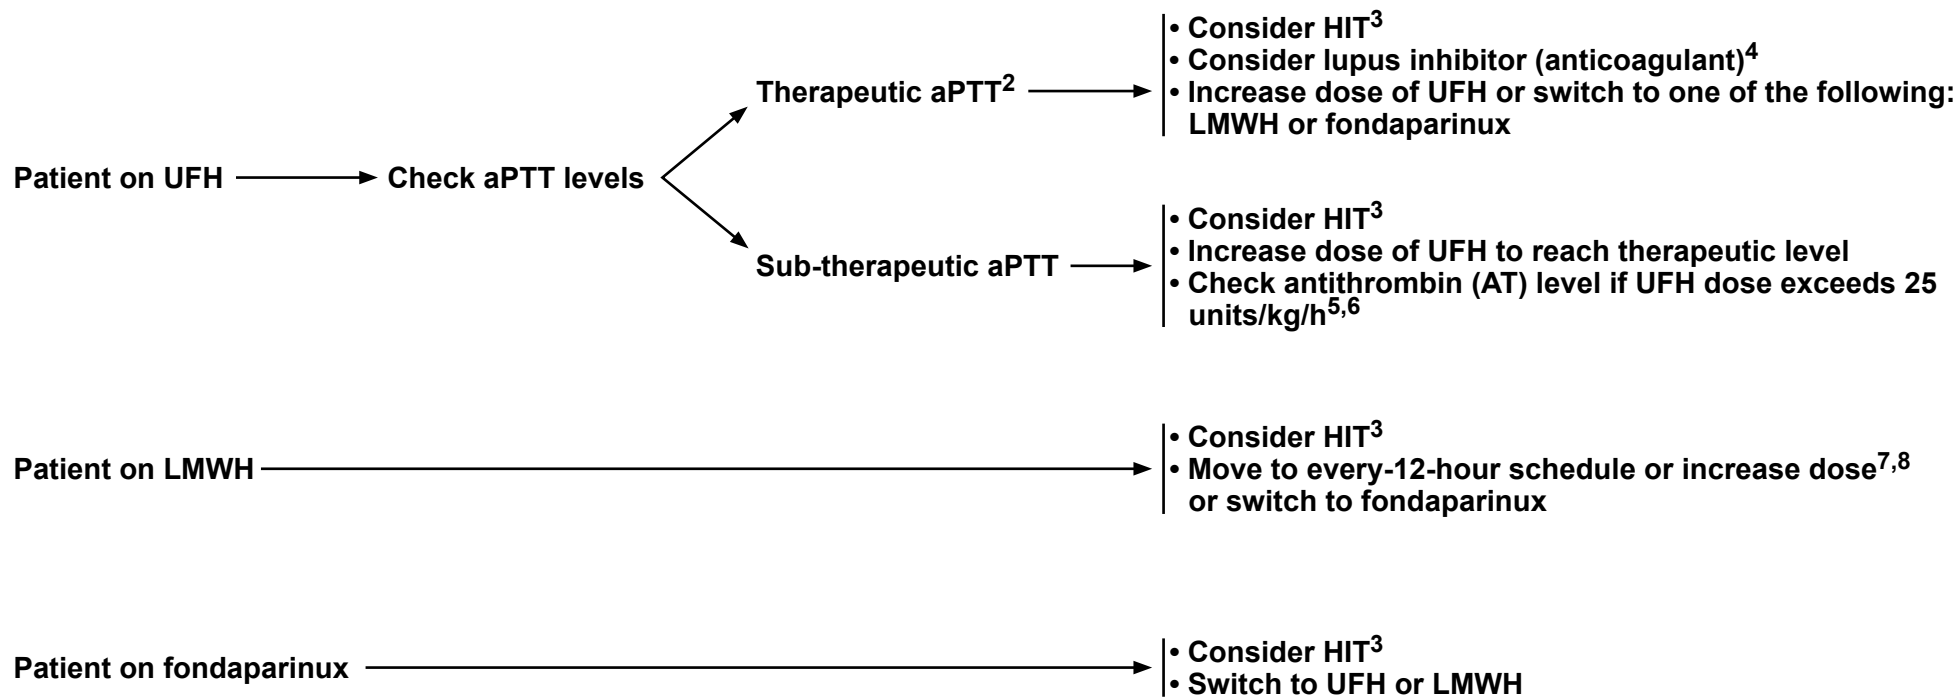 Patient on UFH
Check aPTT levels
Therapeutic aPTT2
• Consider HIT3
• Consider lupus inhibitor (anticoagulant)4
• Increase dose of UFH or switch to one of the following:
LMWH or fondaparinux
Sub-therapeutic aPTT
• Consider HIT3
• Increase dose of UFH to reach therapeutic level
• Check antithrombin (AT) level if UFH dose exceeds 25
units/kg/h5,6
Patient on LMWH
• Consider HIT3
• Move to every-12-hour schedule or increase dose7,8
or switch to fondaparinux
Patient on fondaparinux
• Consider HIT3
• Switch to UFH or LMWH